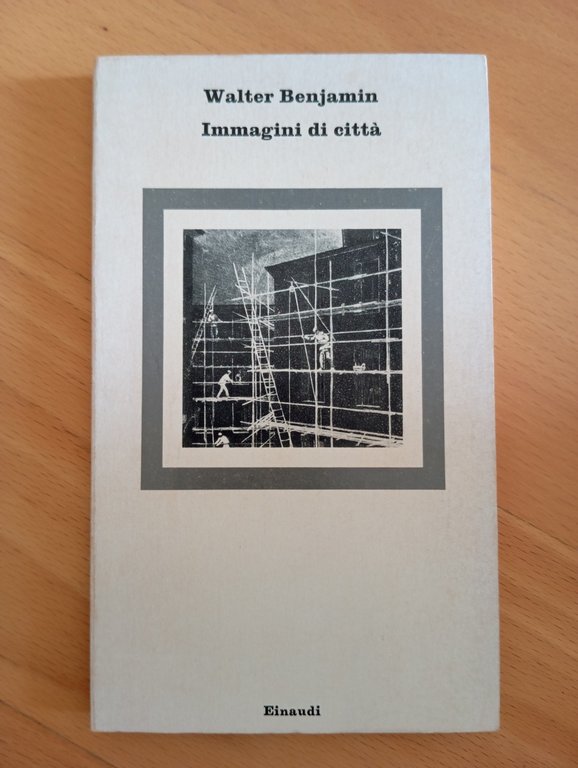 Walter Benjamin
Immagini di città
Einaudi